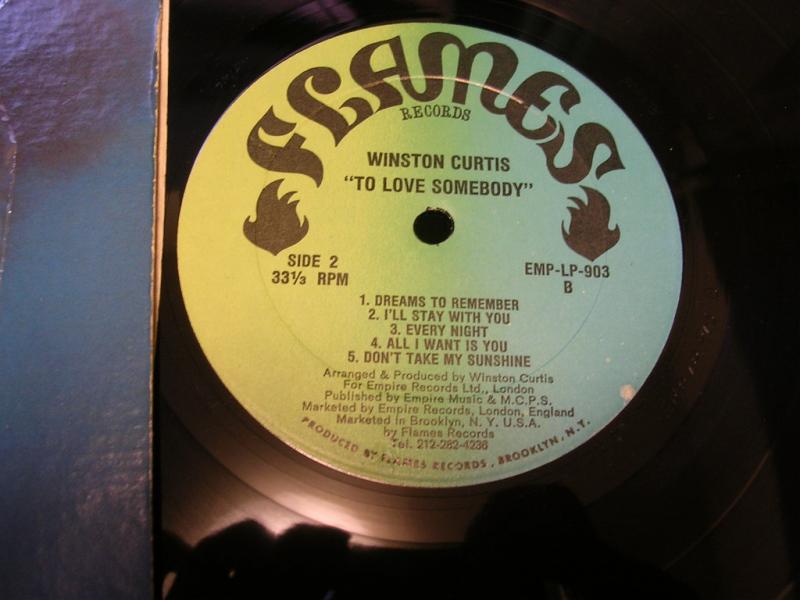 FLAMES
RECORDS
WINSTON CURTIS
"TO LOVE SOMEBODY"
SIDE 2
33⅓ RPM
EMP-LP-903
B
1. DREAMS TO REMEMBER
2. I'LL STAY WITH YOU
3. EVERY NIGHT
4. ALL I WANT IS YOU
5. DON'T TAKE MY SUNSHINE
Arranged & Produced by Winston Curtis
For Empire Records Ltd., London
Published by Empire Music & M.C.P.S.
Marketed by Empire Records, London, England
Marketed in Brooklyn, N. Y. U.S.A.
by Flames Records
Tel. 212-282-4236
PRODUCED BY FLAMES RECORDS, BROOKLYN, N.Y.